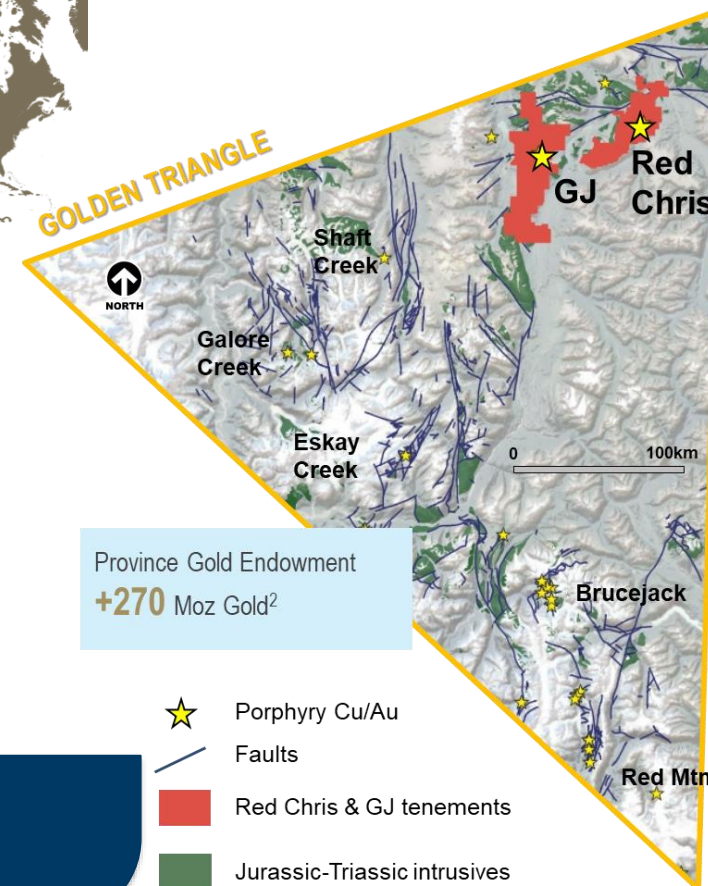 GOLDEN TRIANGLE
NORTH
Red
Chris
GJ
Shaft
Creek
Galore
Creek
Eskay
Creek
0 100km
Province Gold Endowment
+270 Moz Gold²
Brucejack
Red Mtn
Porphyry Cu/Au
Faults
Red Chris & GJ tenements
Jurassic-Triassic intrusives